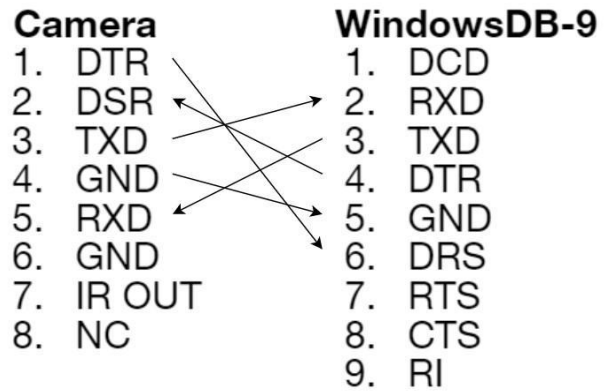 Camera
1. DTR
2. DSR
3. TXD
4. GND
5. RXD
6. GND
7. IR OUT
8. NC
WindowsDB-9
1. DCD
2. RXD
3. TXD
4. DTR
5. GND
6. DRS
7. RTS
8. CTS
9. RI